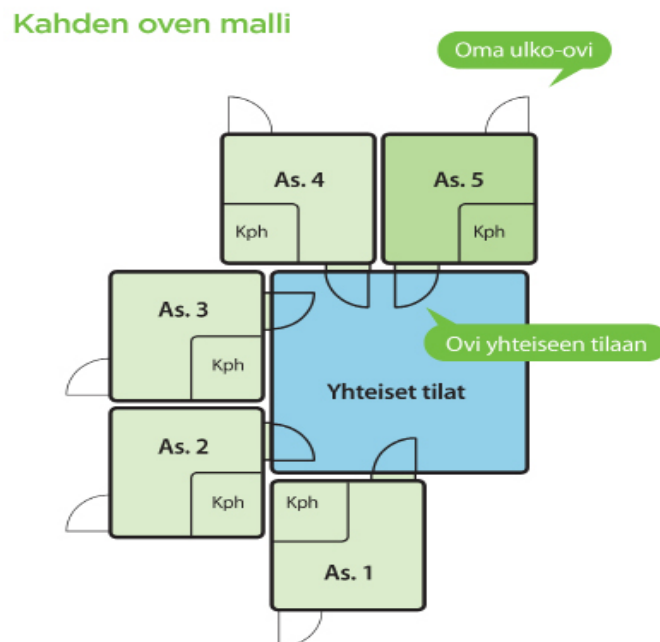 Kahden oven malli
Oma ulko-ovi
As. 4
As. 5
Kph
Kph
As. 3
Kph
Ovi yhteiseen tilaan
Yhteiset tilat
As. 2
Kph
Kph
As. 1